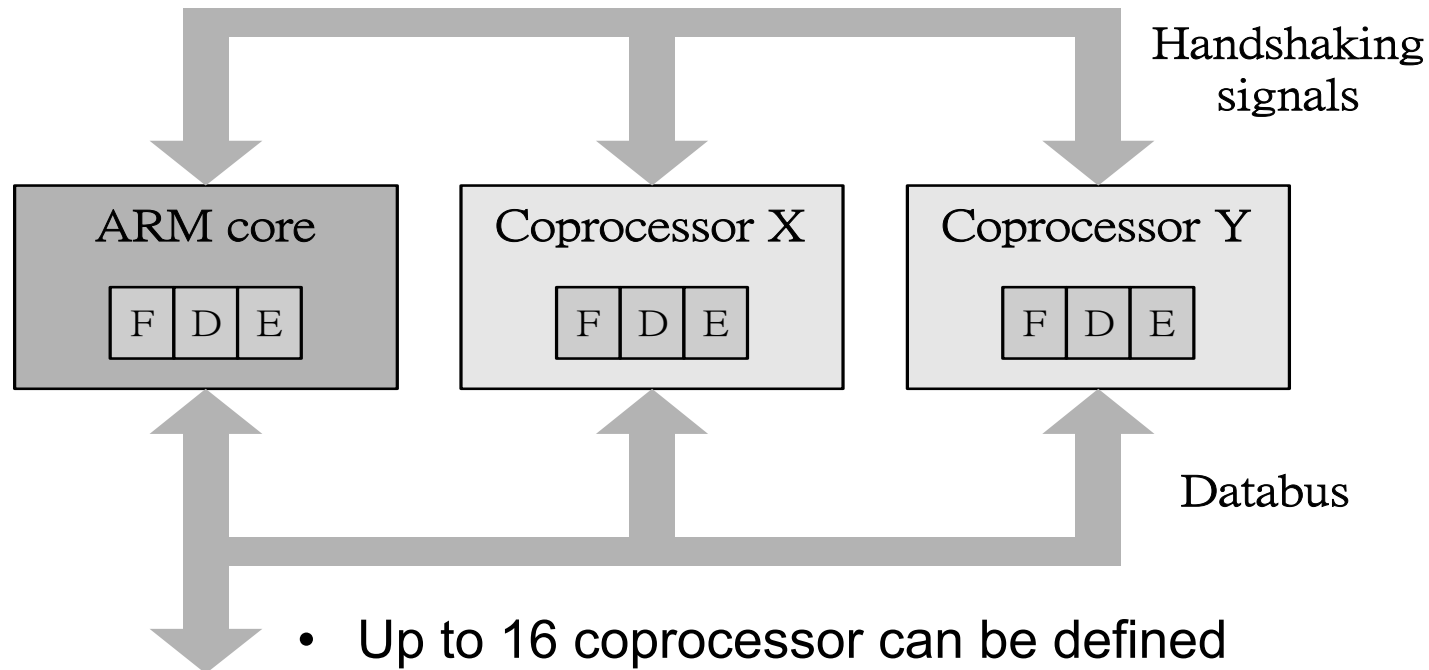 Handshaking
signals
ARM core
Coprocessor X
Coprocessor Y
F D E
F D E
F D E
Databus
• Up to 16 coprocessor can be defined